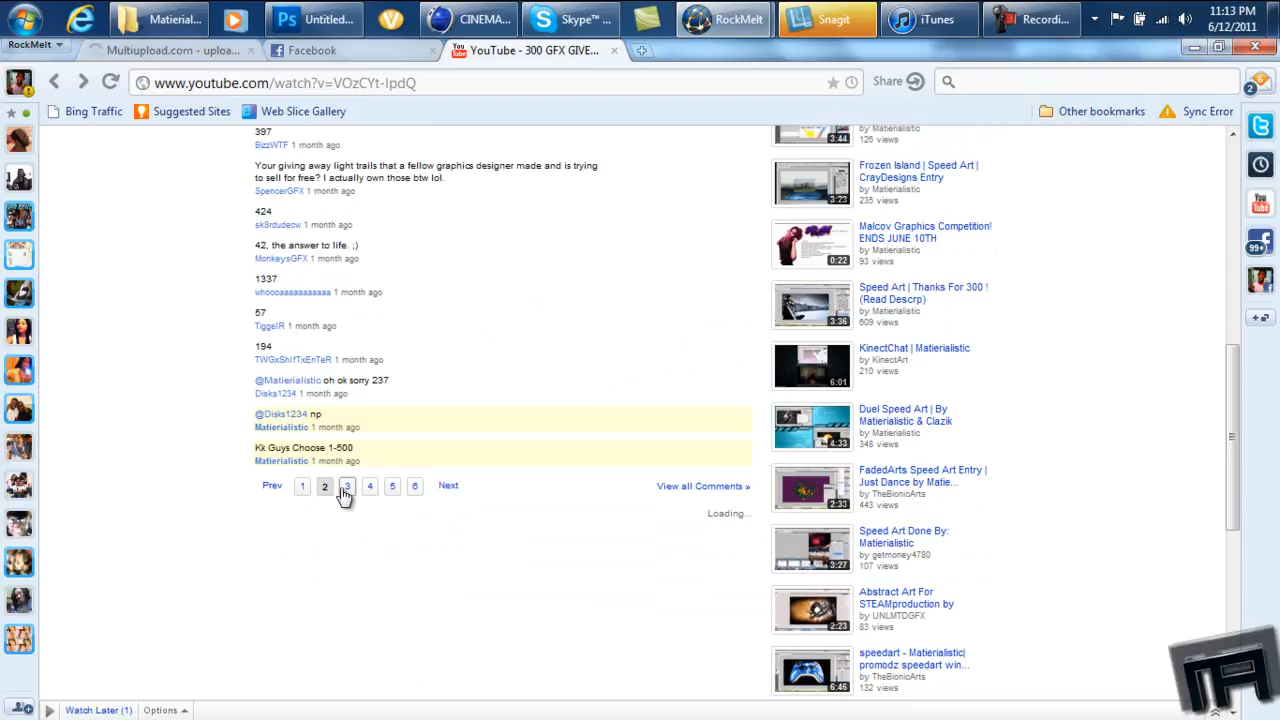 Material...
Untitled...
CINEMA...
Skype™ ...
RockMelt
Snagit
iTunes
Recordi...
11:13 PM
6/12/2011
RockMelt
Multiupload.com - uploa...
Facebook
YouTube - 300 GFX GIVE...
www.youtube.com/watch?v=VOzCYt-IpdQ
Share
2
Bing Traffic
Suggested Sites
Web Slice Gallery
Other bookmarks
Sync Error
397
BizzWTF 1 month ago
Your giving away light trails that a fellow graphics designer made and is trying
to sell for free? I actually own those btw lol.
SpencerGFX 1 month ago
424
sk8rdudeow 1 month ago
42, the answer to life. ;)
MonkeysGFX 1 month ago
1337
whoooaaaaaaaaaa 1 month ago
57
TiggeIR 1 month ago
194
TWGxShIfTxEnTeR 1 month ago
@Matierialistic oh ok sorry 237
Disks1234 1 month ago
@Disks1234 np
Matierialistic 1 month ago
Kk Guys Choose 1-500
Matierialistic 1 month ago
Prev 1 2 3 4 5 6 Next
View all Comments »
Loading...
3:44
by Matierialistic
126 views
3:23
Frozen Island | Speed Art |
CrayDesigns Entry
by Matierialistic
235 views
0:22
Malcov Graphics Competition!
ENDS JUNE 10TH
by Matierialistic
93 views
3:36
Speed Art | Thanks For 300 !
(Read Descrp)
by Matierialistic
609 views
6:01
KinectChat | Matierialistic
by KinectArt
210 views
4:33
Duel Speed Art | By
Matierialistic & Clazik
by Matierialistic
348 views
2:33
FadedArts Speed Art Entry |
Just Dance by Matie...
by TheBionicArts
443 views
3:27
Speed Art Done By:
Matierialistic
by getmoney4780
107 views
2:23
Abstract Art For
STEAMproduction by
by UNLMTDGFX
83 views
6:46
speedart - Matierialistic|
promodz speedart win...
by TheBionicArts
132 views
You
Tube
99+
Watch Later (1)
Options